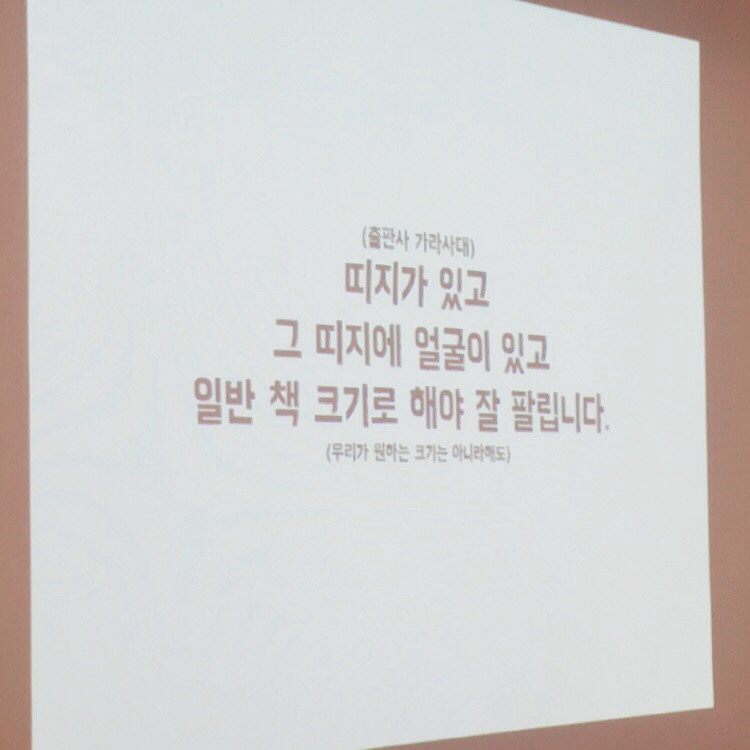 (출판사 가라사대)
띠지가 있고
그 띠지에 얼굴이 있고
일반 책 크기로 해야 잘 팔립니다.
(우리가 원하는 크기는 아니라해도)